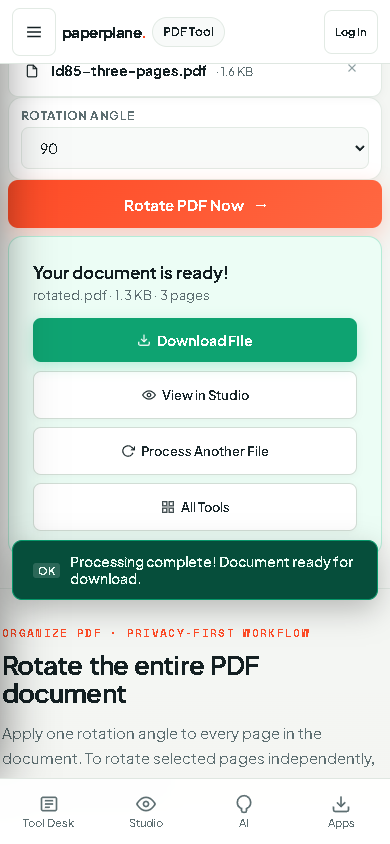 paperplane.
PDF Tool
Log In
ld85-three-pages.pdf · 1.6 KB ×
ROTATION ANGLE
90
Rotate PDF Now →
Your document is ready!
rotated.pdf · 1.3 KB · 3 pages
Download File
View in Studio
Process Another File
All Tools
OK
Processing complete! Document ready for
download.
ORGANIZE PDF · PRIVACY-FIRST WORKFLOW
Rotate the entire PDF
document
Apply one rotation angle to every page in the
document. To rotate selected pages independently,
Tool Desk
Studio
AI
Apps